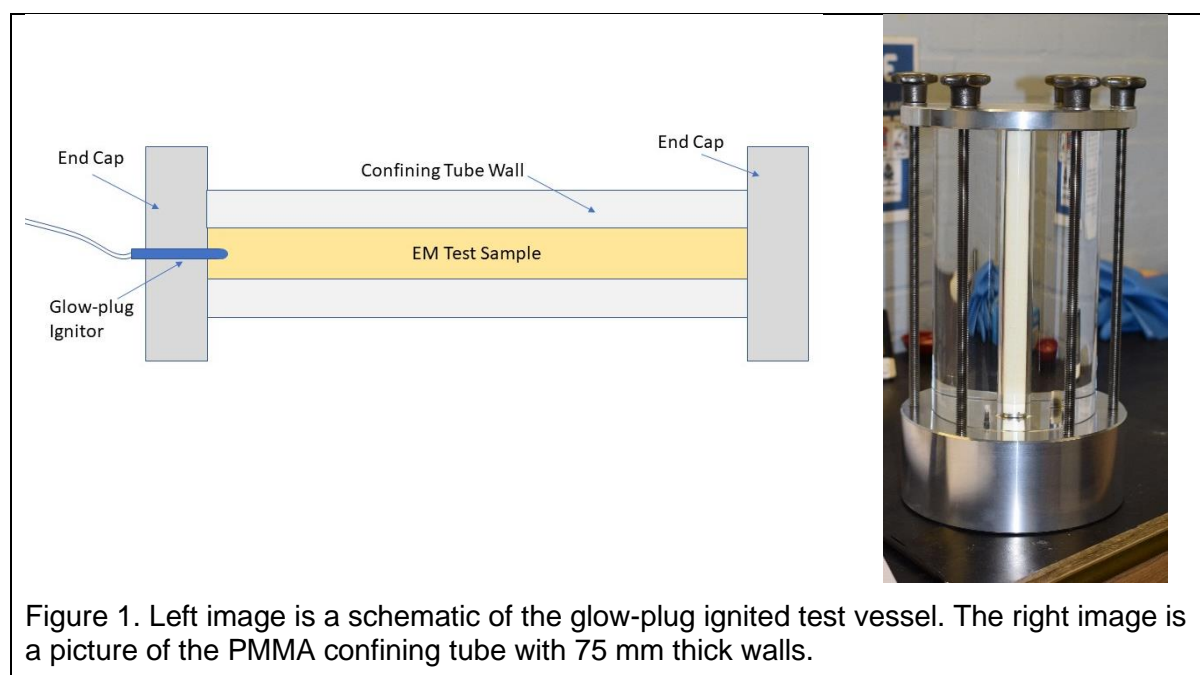 End Cap
End Cap
Confining Tube Wall
EM Test Sample
Glow-plug
Ignitor
Figure 1. Left image is a schematic of the glow-plug ignited test vessel. The right image is
a picture of the PMMA confining tube with 75 mm thick walls.